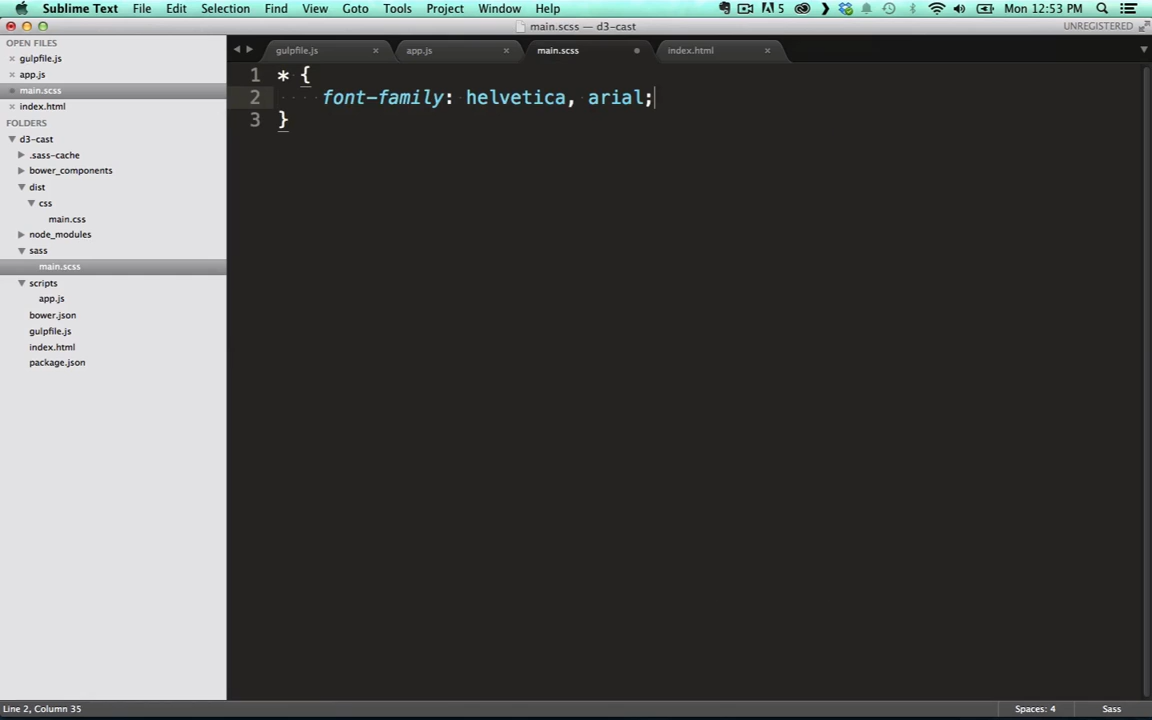 Sublime Text File Edit Selection Find View Goto Tools Project Window Help 5 Mon 12:53 PM
main.scss — d3-cast UNREGISTERED
OPEN FILES
gulpfile.js
app.js
main.scss
index.html
FOLDERS
d3-cast
.sass-cache
bower_components
dist
css
main.css
node_modules
sass
main.scss
scripts
app.js
bower.json
gulpfile.js
index.html
package.json
gulpfile.js app.js main.scss index.html
1 * {
2 font-family: helvetica, arial;
3 }
Line 2, Column 35 Spaces: 4 Sass